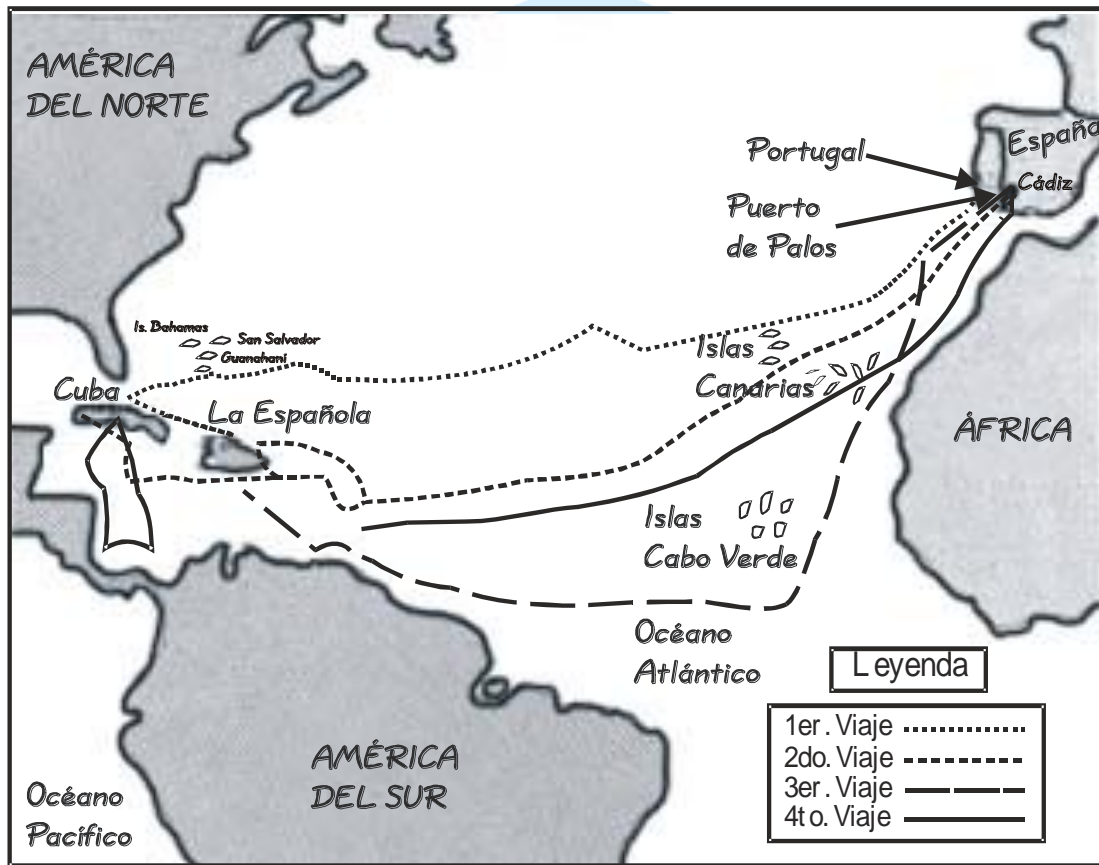 AMÉRICA
DEL NORTE
España
Portugal
Cádiz
Puerto
de Palos
Is. Bahamas
San Salvador
Guanahaní
Islas
Canarias
Cuba
La Española
ÁFRICA
Islas
Cabo Verde
Océano
Atlántico
AMÉRICA
DEL SUR
Océano
Pacífico
Leyenda
1er. Viaje
2do. Viaje
3er. Viaje
4to. Viaje